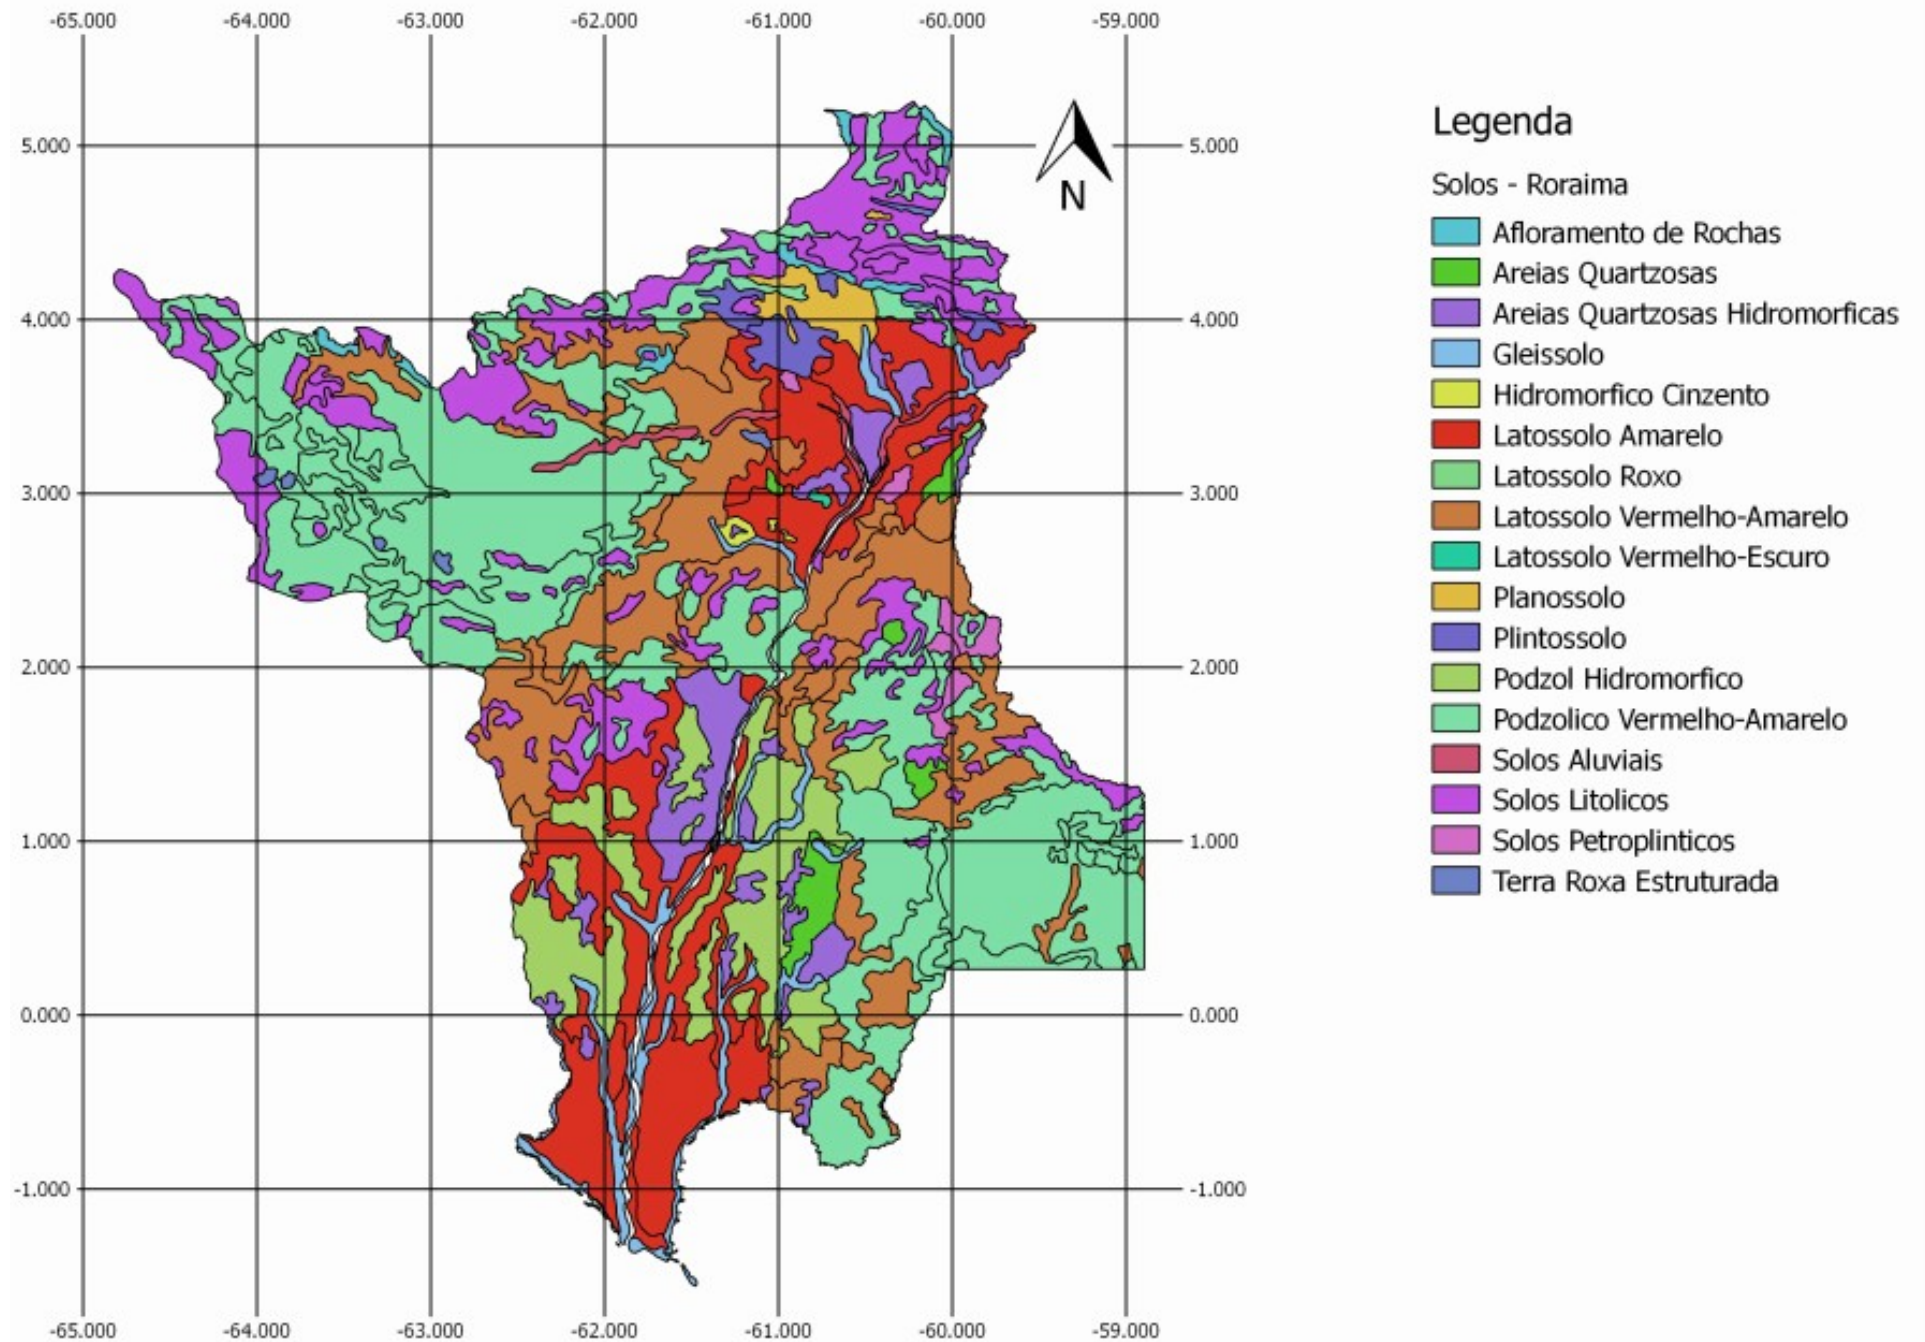 -65.000 -64.000 -63.000 -62.000 -61.000 -60.000 -59.000
5.000 5.000
N
4.000 4.000
3.000 3.000
2.000 2.000
1.000 1.000
0.000 0.000
-1.000 -1.000
-65.000 -64.000 -63.000 -62.000 -61.000 -60.000 -59.000
Legenda
Solos - Roraima
Afloramento de Rochas
Areias Quartzosas
Areias Quartzosas Hidromorficas
Gleissolo
Hidromorfico Cinzento
Latossolo Amarelo
Latossolo Roxo
Latossolo Vermelho-Amarelo
Latossolo Vermelho-Escuro
Planossolo
Plintossolo
Podzol Hidromorfico
Podzolico Vermelho-Amarelo
Solos Aluviais
Solos Litolicos
Solos Petroplinticos
Terra Roxa Estruturada